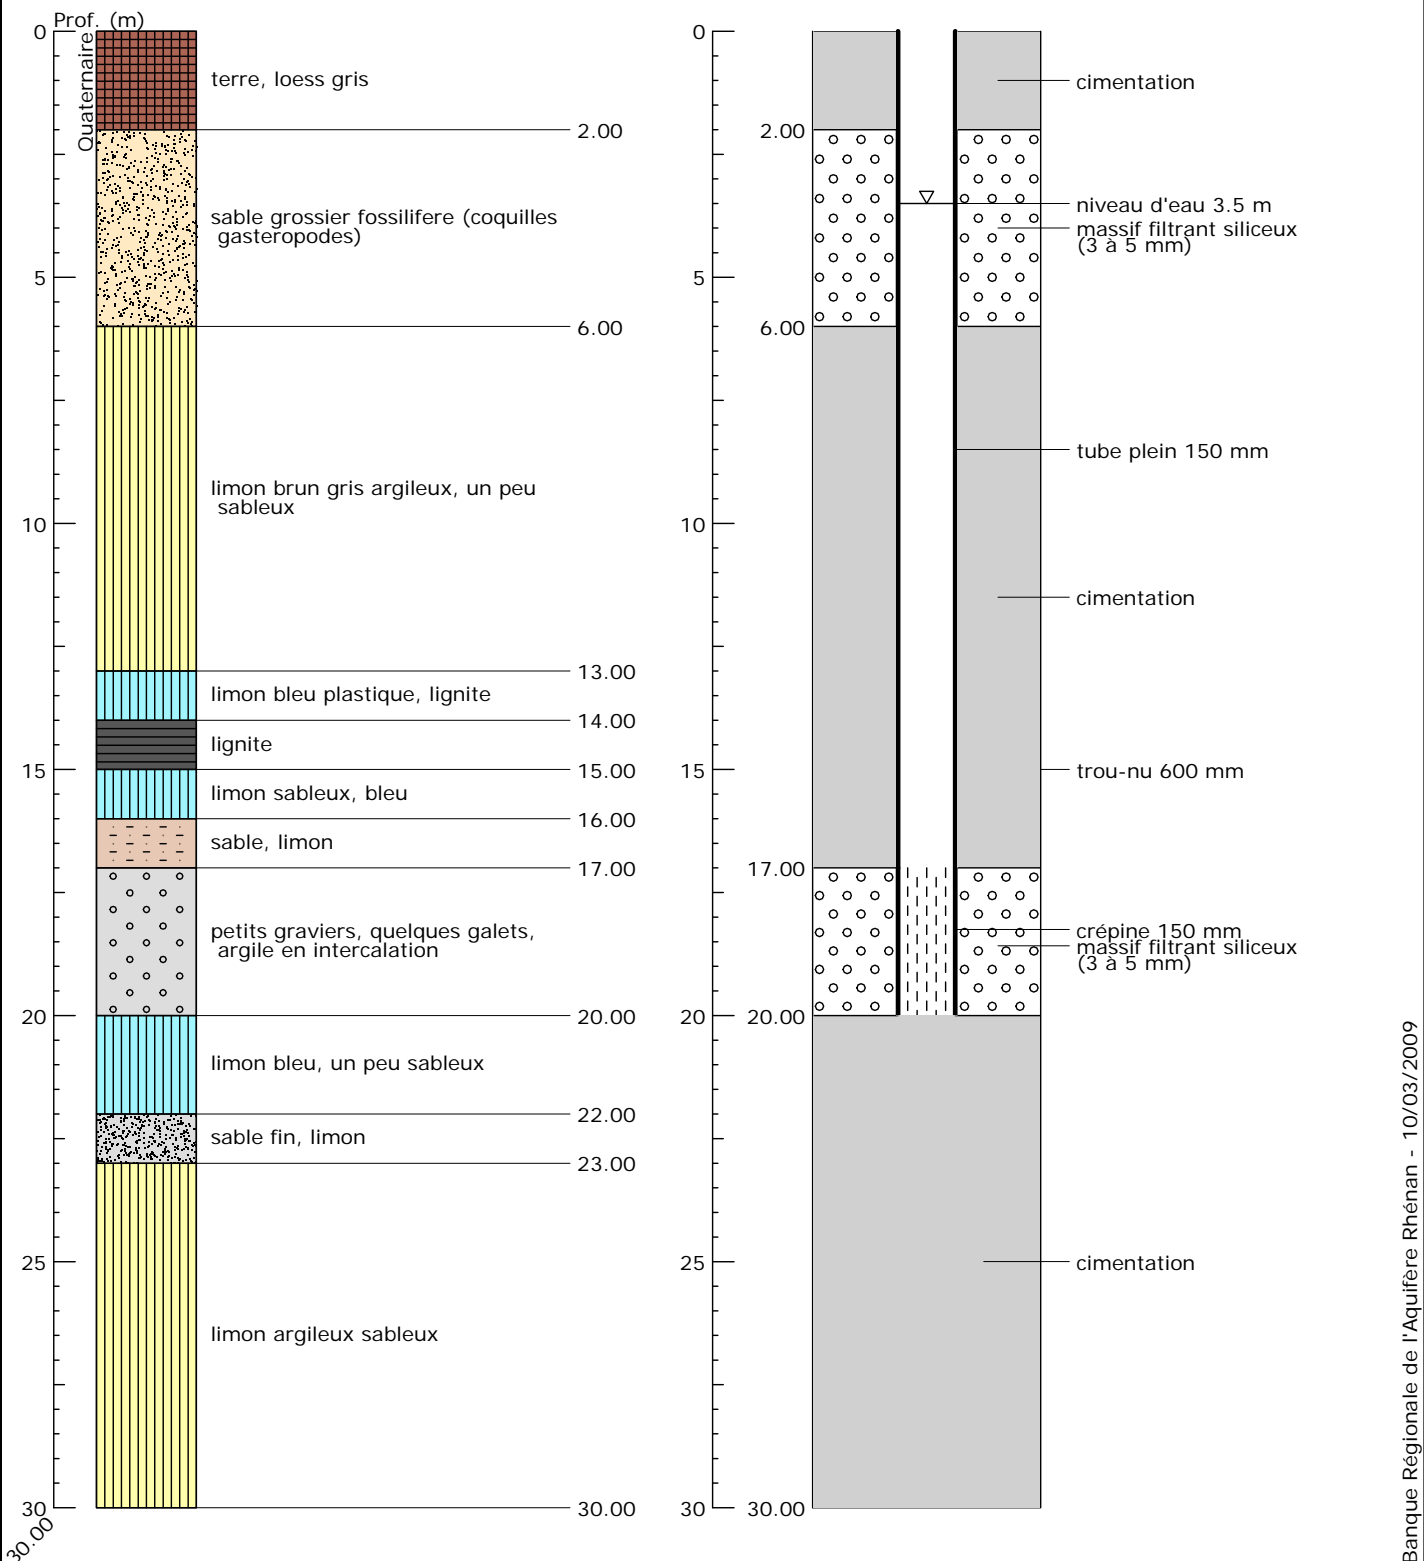 Prof. (m)
Quaternaire
0
5
10
15
20
25
30
30.00
terre, loess gris
2.00
sable grossier fossilifere (coquilles
gasteropodes)
6.00
limon brun gris argileux, un peu
sableux
13.00
limon bleu plastique, lignite
14.00
lignite
15.00
limon sableux, bleu
16.00
sable, limon
17.00
petits graviers, quelques galets,
argile en intercalation
20.00
limon bleu, un peu sableux
22.00
sable fin, limon
23.00
limon argileux sableux
30.00
0
5
10
15
20
25
30
2.00
6.00
17.00
20.00
30.00
cimentation
niveau d'eau 3.5 m
massif filtrant siliceux
(3 à 5 mm)
tube plein 150 mm
cimentation
trou-nu 600 mm
crépine 150 mm
massif filtrant siliceux
(3 à 5 mm)
cimentation
Banque Régionale de l'Aquifère Rhénan - 10/03/2009